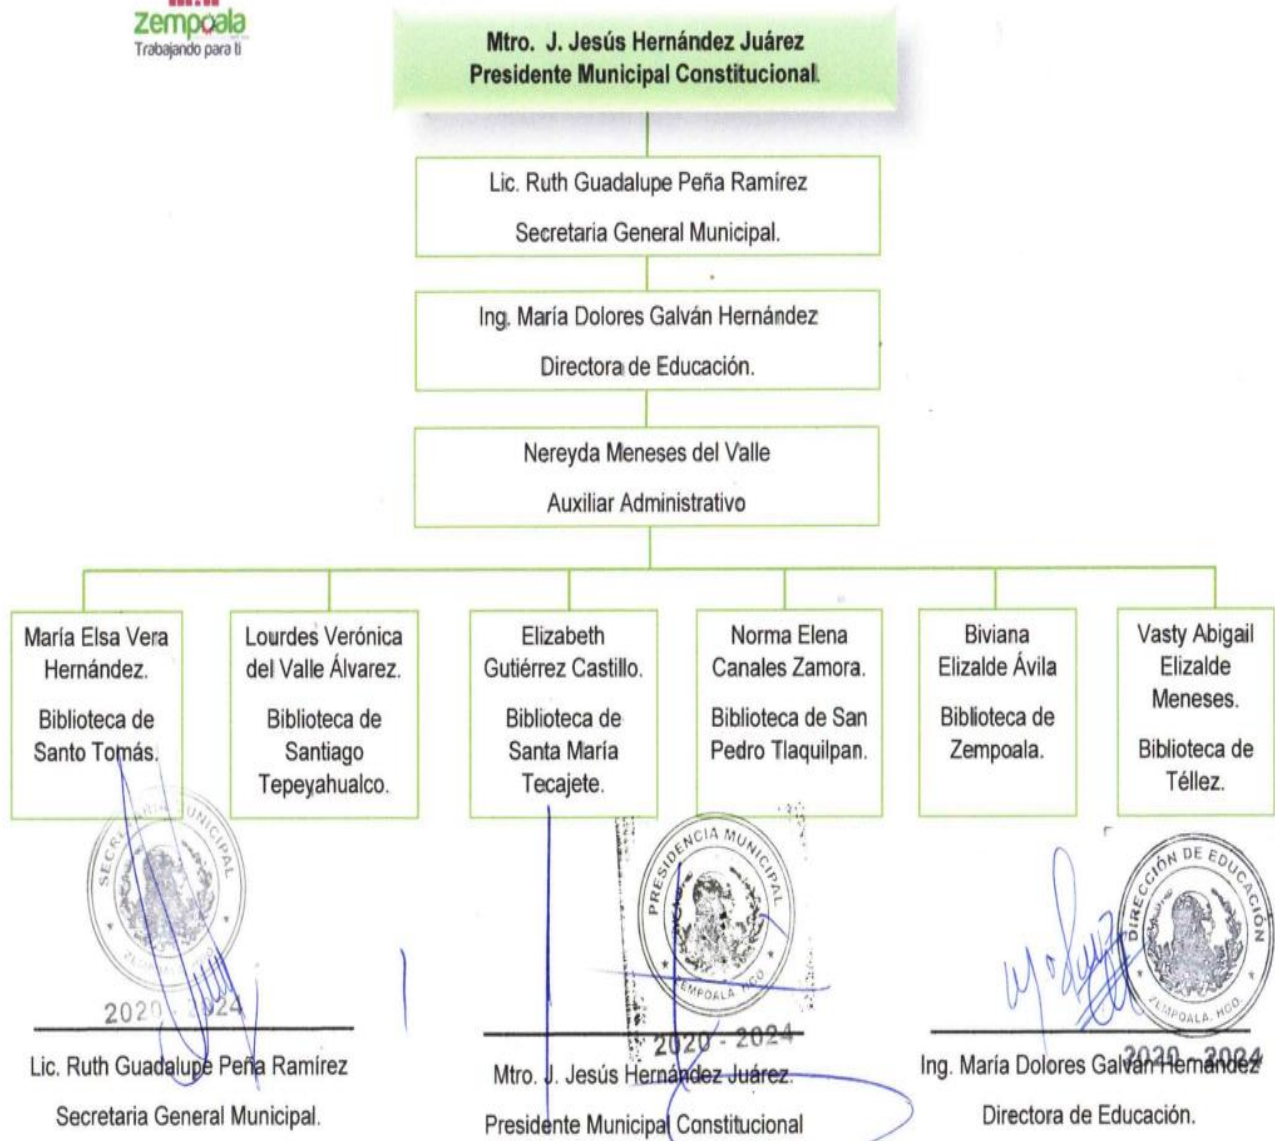 zempoala
Trabajando para ti
Mtro. J. Jesús Hernández Juárez
Presidente Municipal Constitucional.
Lic. Ruth Guadalupe Peña Ramírez
Secretaria General Municipal.
Ing. María Dolores Galván Hernández
Directora de Educación.
Nereyda Meneses del Valle
Auxiliar Administrativo
María Elsa Vera
Hernández.
Biblioteca de
Santo Tomás.
Lourdes Verónica
del Valle Álvarez.
Biblioteca de
Santiago
Tepeyahualco.
Elizabeth
Gutiérrez Castillo.
Biblioteca de
Santa María
Tecajete.
Norma Elena
Canales Zamora.
Biblioteca de San
Pedro Tlaquilpan.
Biviana
Elizalde Ávila
Biblioteca de
Zempoala.
Vasty Abigail
Elizalde
Meneses.
Biblioteca de
Téllez.
SECRETARIA MUNICIPAL
ZEMPOALA, HGO.
2020 - 2024
Lic. Ruth Guadalupe Peña Ramírez
Secretaria General Municipal.
PRESIDENCIA MUNICIPAL
ZEMPOALA, HGO.
2020 - 2024
Mtro. J. Jesús Hernández Juárez.
Presidente Municipal Constitucional
DIRECCIÓN DE EDUCACIÓN
ZEMPOALA, HGO.
2020 - 2024
Ing. María Dolores Galván Hernández
Directora de Educación.